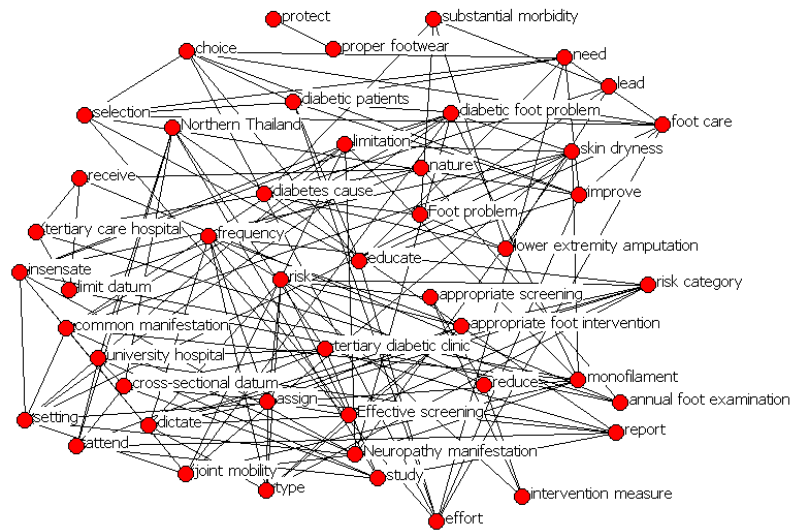 protect
substantial morbidity
choice
proper footwear
need
lead
diabetic patients
selection
diabetic foot problem
foot care
Northern Thailand
limitation
skin dryness
nature
receive
diabetes cause
improve
Foot problem
tertiary care hospital
frequency
lower extremity amputation
educate
insensate
risk
risk category
limit datum
appropriate screening
common manifestation
appropriate foot intervention
tertiary diabetic clinic
university hospital
cross-sectional datum
reduce
monofilament
assign
annual foot examination
setting
dictate
Effective screening
report
attend
Neuropathy manifestation
joint mobility
study
type
intervention measure
effort